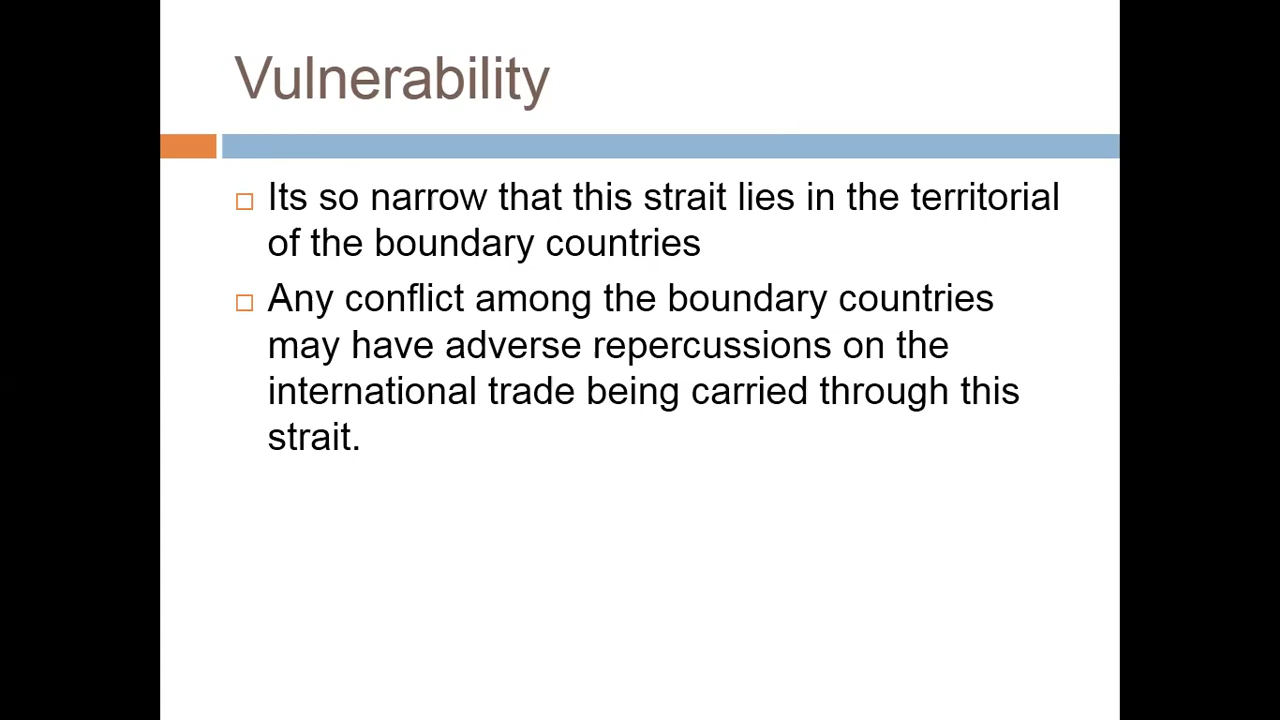 Vulnerability
Its so narrow that this strait lies in the territorial
of the boundary countries
Any conflict among the boundary countries
may have adverse repercussions on the
international trade being carried through this
strait.